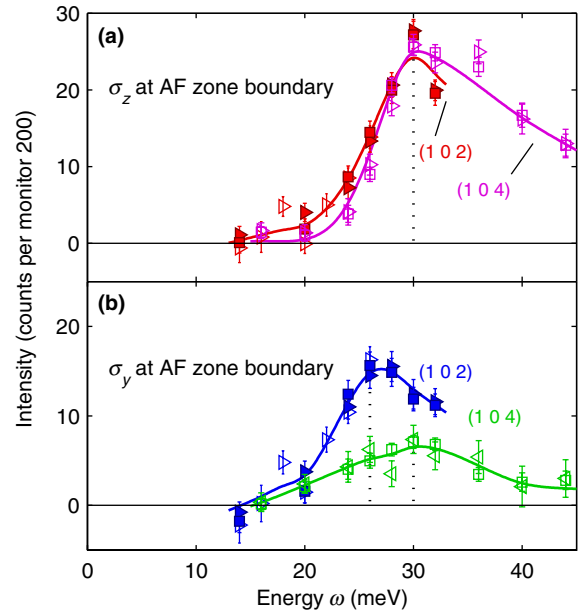 (a)
30
σz at AF zone boundary
20
(1 0 2)
(1 0 4)
10
0
Intensity (counts per monitor 200)
(b)
20
σy at AF zone boundary
(1 0 2)
(1 0 4)
10
0
0 10 20 30 40
Energy ω (meV)